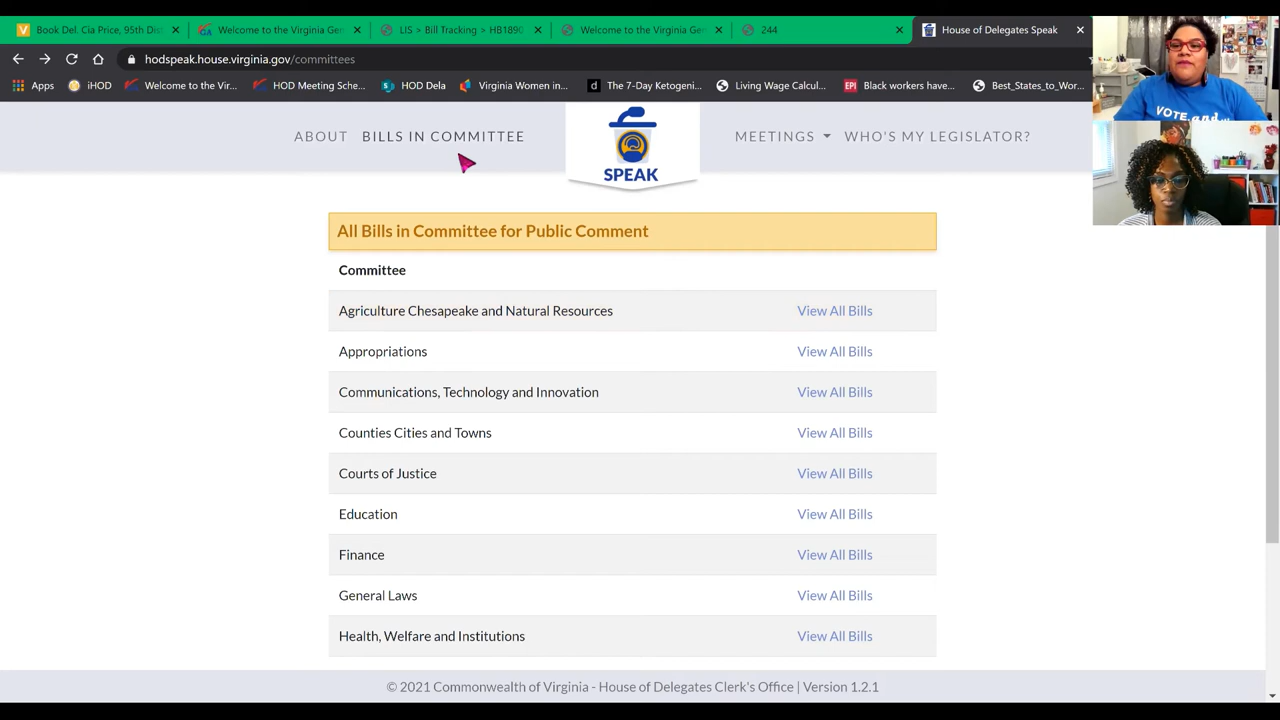 Book Del. Cia Price, 95th Dist
Welcome to the Virginia Gen
LIS > Bill Tracking > HB1890
Welcome to the Virginia Gen
244
House of Delegates Speak
hodspeak.house.virginia.gov/committees
Apps
iHOD
Welcome to the Vir...
HOD Meeting Sche...
HOD Dela
Virginia Women in...
The 7-Day Ketogeni...
Living Wage Calcul...
EPI Black workers have...
Best_States_to_Wor...
ABOUT
BILLS IN COMMITTEE
SPEAK
MEETINGS
WHO'S MY LEGISLATOR?
VOTE and
All Bills in Committee for Public Comment
Committee
Agriculture Chesapeake and Natural Resources View All Bills
Appropriations View All Bills
Communications, Technology and Innovation View All Bills
Counties Cities and Towns View All Bills
Courts of Justice View All Bills
Education View All Bills
Finance View All Bills
General Laws View All Bills
Health, Welfare and Institutions View All Bills
© 2021 Commonwealth of Virginia - House of Delegates Clerk's Office | Version 1.2.1